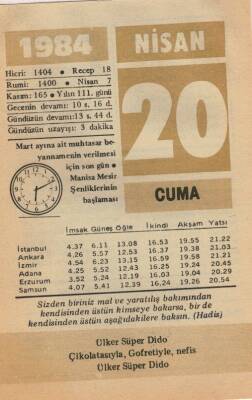 1984 NİSAN
Hicri: 1404 • Recep 18
Rumi: 1400 • Nisan 7
Kasım: 165 • Yılın 111. günü
Gecenin devamı: 10 s. 16 d.
Gündüzün devamı: 13 s. 44 d.
Gündüzün uzayışı: 3 dakika
20
CUMA
Mart ayına ait muhtasar be-
yannamenin verilmesi
için son gün •
Manisa Mesir
Şenliklerinin
başlaması
İmsak Güneş Öğle İkindi Akşam Yatsı
İstanbul 4.37 6.11 13.08 16.53 19.55 21.22
Ankara 4.26 5.57 12.53 16.37 19.38 21.03
İzmir 4.54 6.23 13.15 16.59 19.58 21.21
Adana 4.25 5.52 12.43 16.25 19.24 20.45
Erzurum 3.52 5.24 12.19 16.03 19.04 20.29
Samsun 4.07 5.41 12.39 16.24 19.26 20.54
Sizden biriniz mal ve yaratılış bakımından
kendisinden üstün kimseye bakarsa, bir de
kendisinden üstün aşağıdakilere baksın. (Hadis)
Ülker Süper Dido
Çikolatasıyla, Gofretiyle, nefis
Ülker Süper Dido